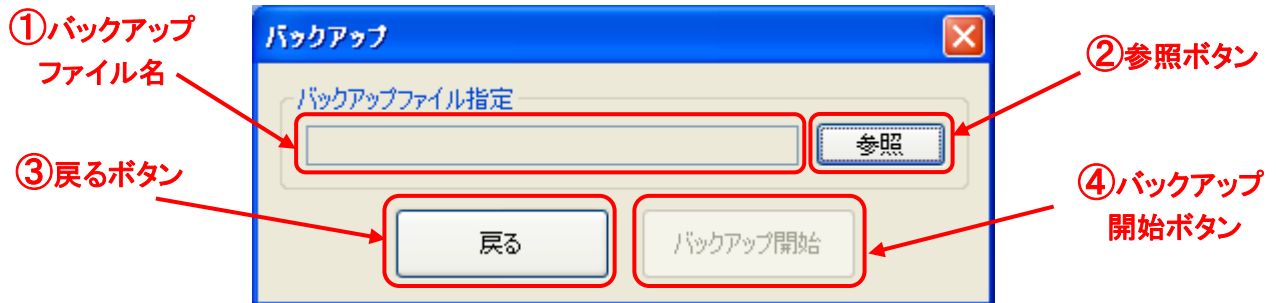 ①バックアップ
ファイル名
バックアップ
②参照ボタン
バックアップファイル指定
参照
③戻るボタン
④バックアップ
開始ボタン
戻る
バックアップ開始